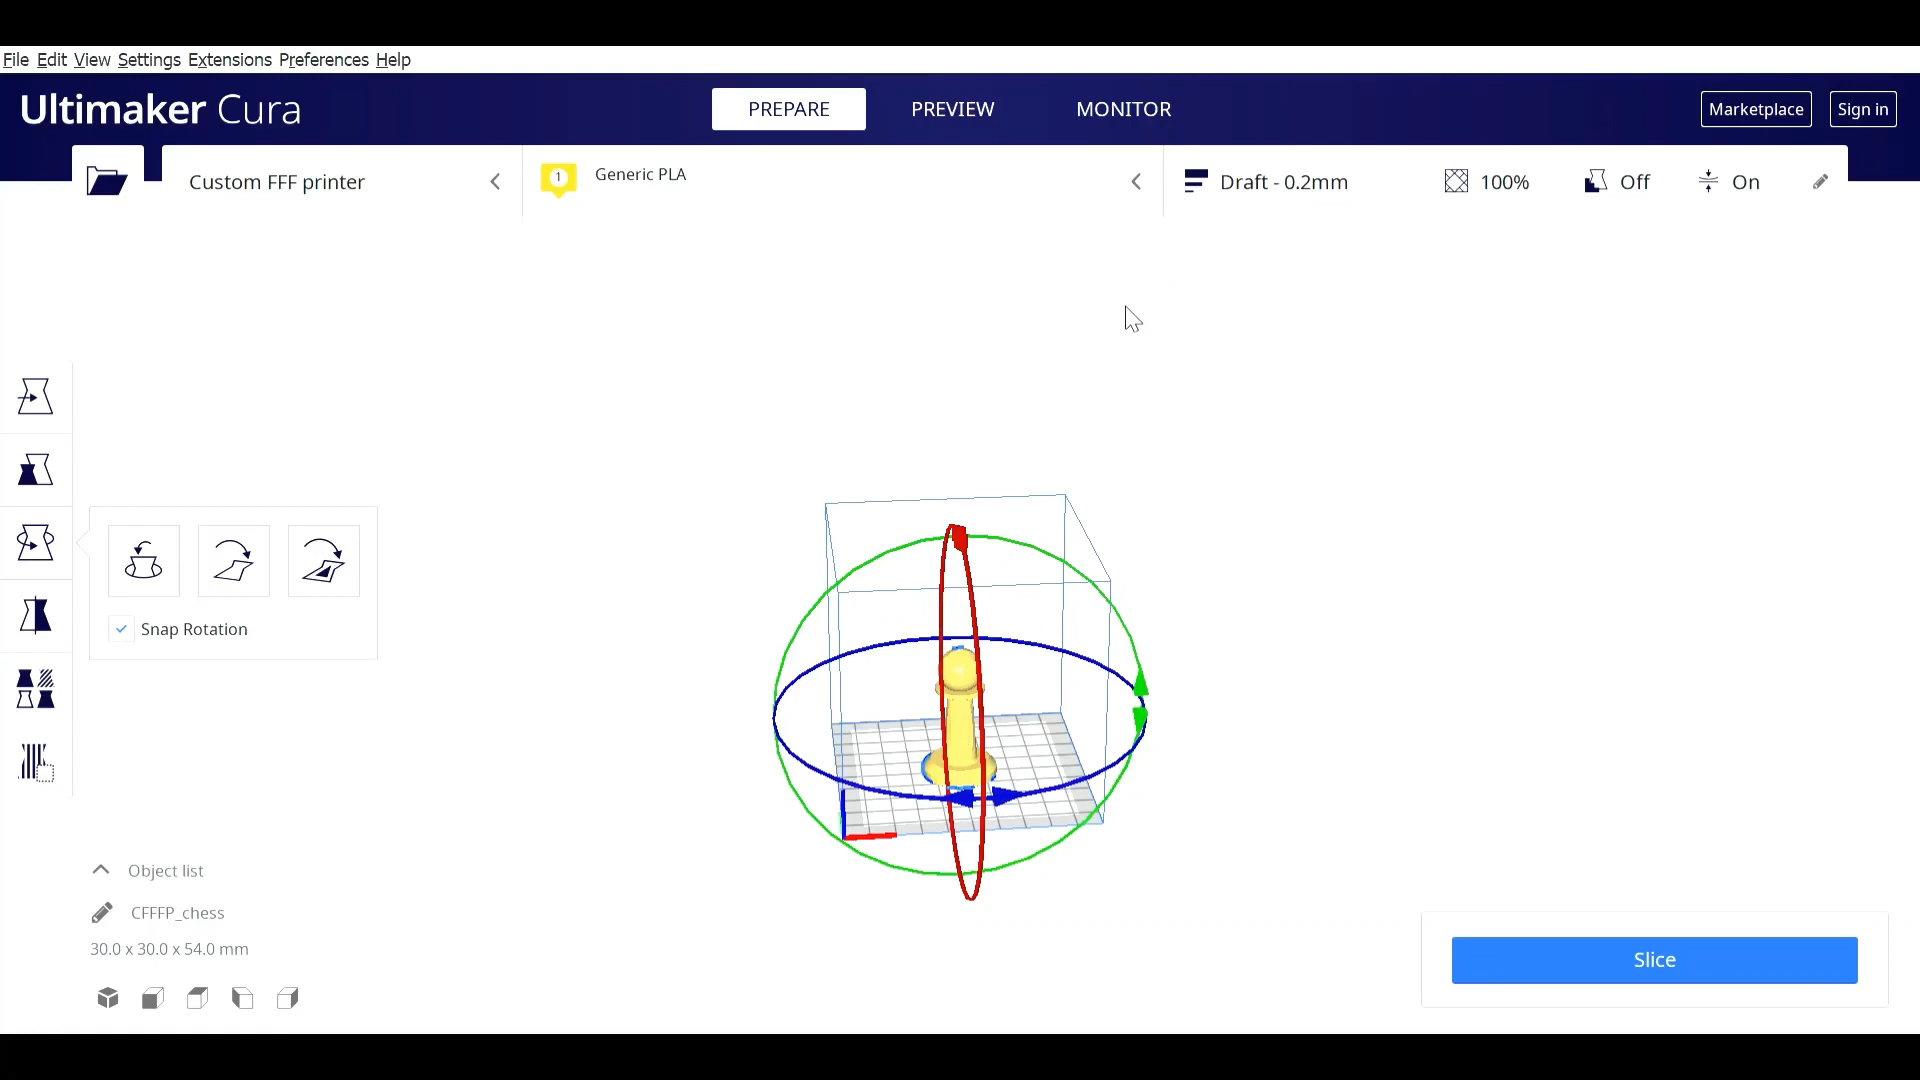 File Edit View Settings Extensions Preferences Help
Ultimaker Cura
PREPARE
PREVIEW
MONITOR
Marketplace
Sign in
Custom FFF printer
1
Generic PLA
Draft - 0.2mm
100%
Off
On
Snap Rotation
Object list
CFFFP_chess
30.0 x 30.0 x 54.0 mm
Slice